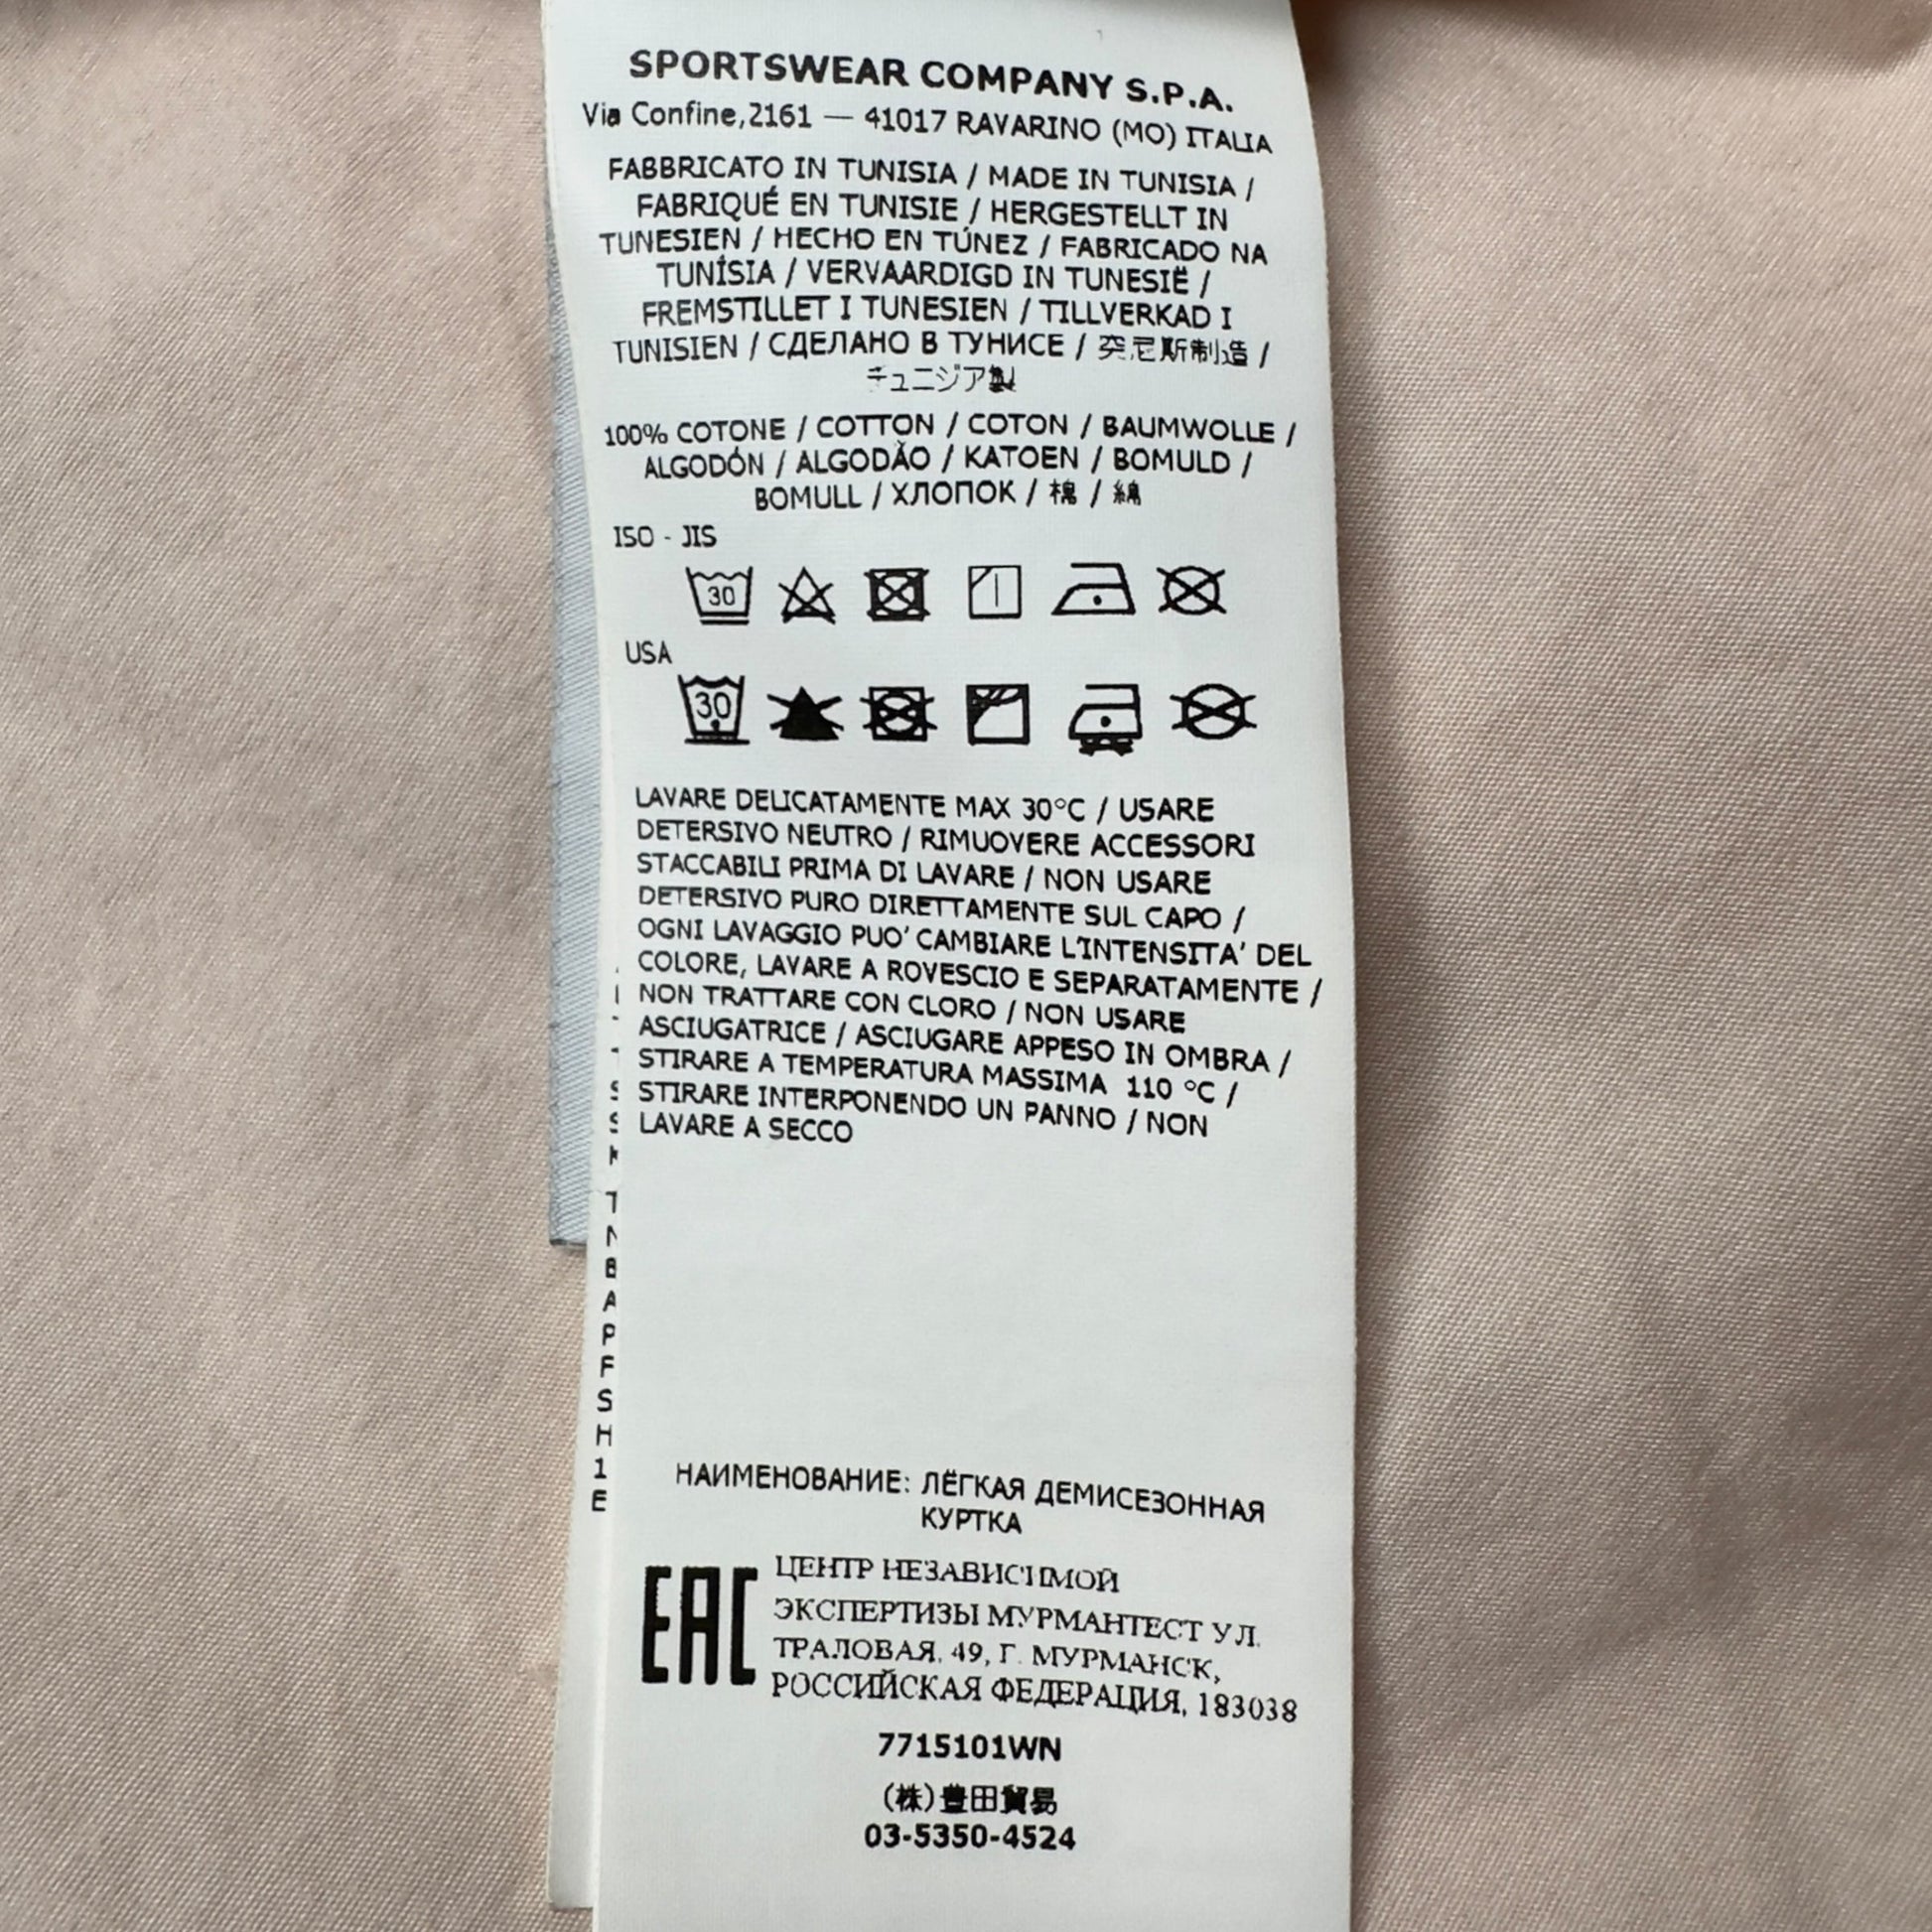 SPORTSWEAR COMPANY S.P.A.
Via Confine,2161 — 41017 RAVARINO (MO) ITALIA
FABBRICATO IN TUNISIA / MADE IN TUNISIA /
FABRIQUÉ EN TUNISIE / HERGESTELLT IN
TUNESIEN / HECHO EN TÚNEZ / FABRICADO NA
TUNÍSIA / VERVAARDIGD IN TUNESIË /
FREMSTILLET I TUNESIEN / TILLVERKAD I
TUNISIEN / СДЕЛАНО В ТУНИСЕ / 突尼斯制造 /
チュニジア製
100% COTONE / COTTON / COTON / BAUMWOLLE /
ALGODÓN / ALGODÃO / KATOEN / BOMULD /
BOMULL / ХЛОПОК / 棉 / 綿
ISO - JIS
30
USA
30
LAVARE DELICATAMENTE MAX 30°C / USARE
DETERSIVO NEUTRO / RIMUOVERE ACCESSORI
STACCABILI PRIMA DI LAVARE / NON USARE
DETERSIVO PURO DIRETTAMENTE SUL CAPO /
OGNI LAVAGGIO PUO' CAMBIARE L'INTENSITA' DEL
COLORE, LAVARE A ROVESCIO E SEPARATAMENTE /
NON TRATTARE CON CLORO / NON USARE
ASCIUGATRICE / ASCIUGARE APPESO IN OMBRA /
STIRARE A TEMPERATURA MASSIMA 110 °C /
STIRARE INTERPONENDO UN PANNO / NON
LAVARE A SECCO
НАИМЕНОВАНИЕ: ЛЁГКАЯ ДЕМИСЕЗОННАЯ
КУРТКА
EAC
ЦЕНТР НЕЗАВИСИМОЙ
ЭКСПЕРТИЗЫ МУРМАНТЕСТ УЛ.
ТРАЛОВАЯ, 49, Г. МУРМАНСК,
РОССИЙСКАЯ ФЕДЕРАЦИЯ, 183038
7715101WN
(株)豊田貿易
03-5350-4524